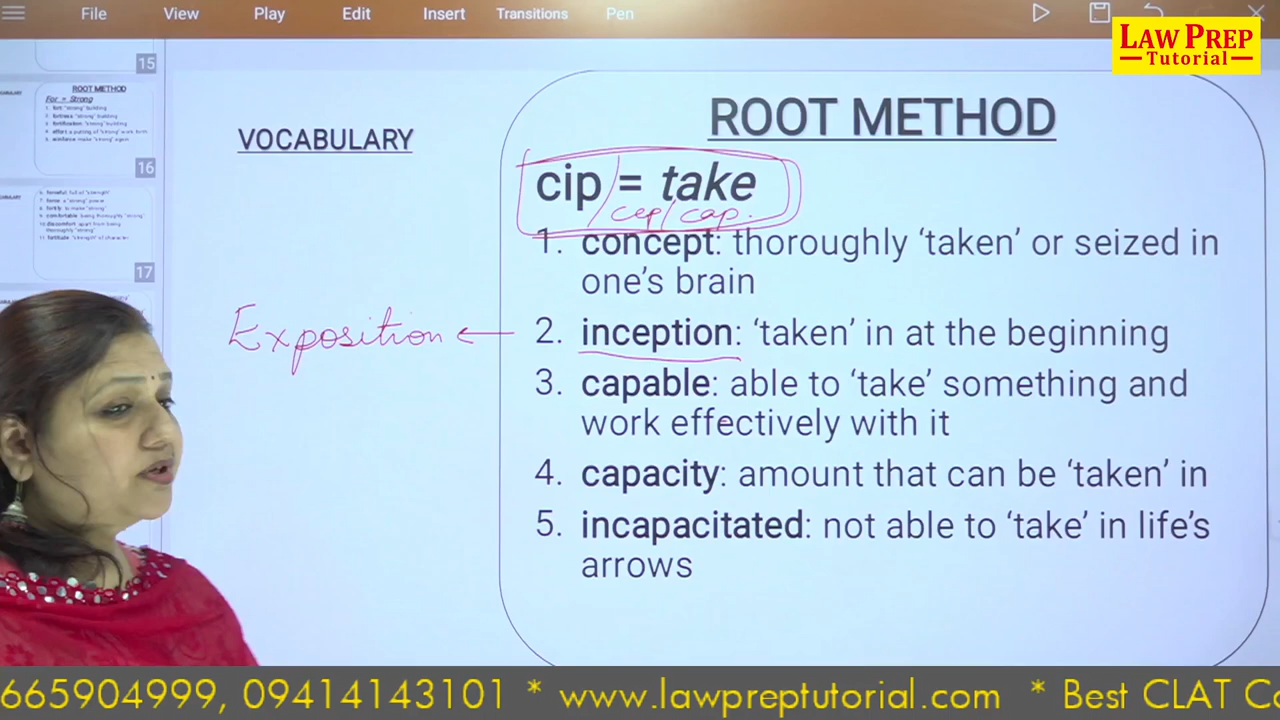 File View Play Edit Insert Transitions Pen
LAW PREP
Tutorial
15
ROOT METHOD
For = Strong
16
17
VOCABULARY
ROOT METHOD
cip = take
/cep/cap.
1. concept: thoroughly ‘taken’ or seized in
one’s brain
Exposition ←
2. inception: ‘taken’ in at the beginning
3. capable: able to ‘take’ something and
work effectively with it
4. capacity: amount that can be ‘taken’ in
5. incapacitated: not able to ‘take’ in life’s
arrows
665904999, 09414143101 * www.lawpreptutorial.com * Best CLAT Co